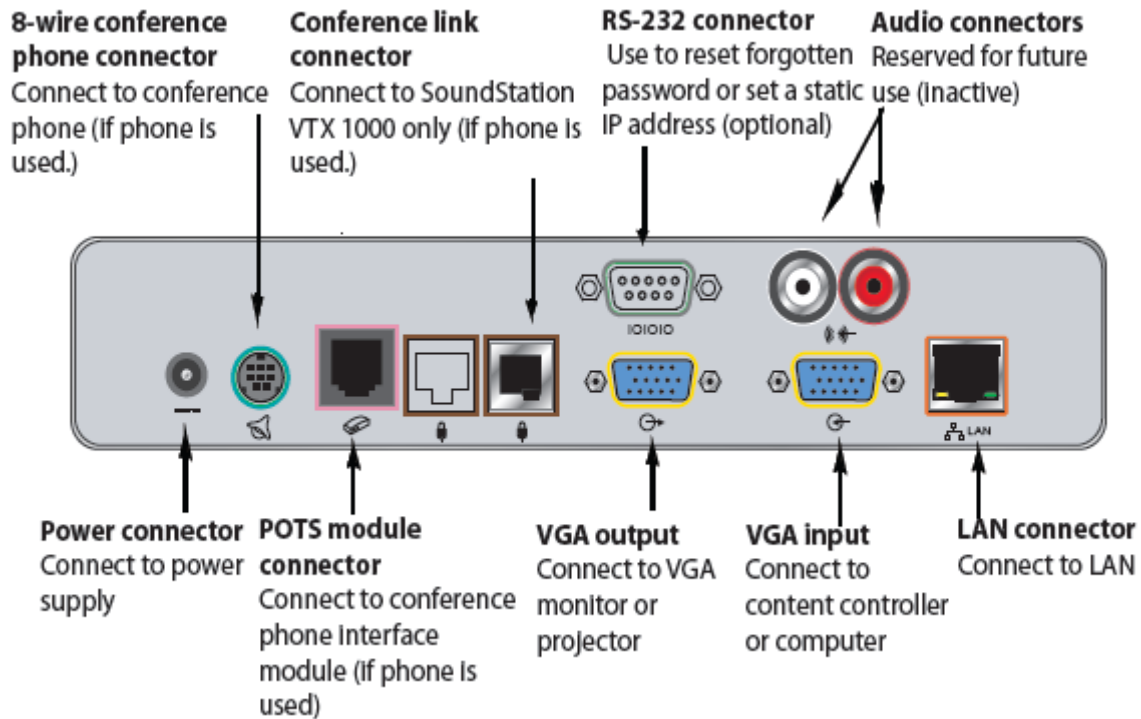 8-wire conference
phone connector
Connect to conference
phone (if phone is
used.)
Conference link
connector
Connect to SoundStation
VTX 1000 only (if phone is
used.)
RS-232 connector
Use to reset forgotten
password or set a static
IP address (optional)
Audio connectors
Reserved for future
use (inactive)
IOIOIO
LAN
Power connector
Connect to power
supply
POTS module
connector
Connect to conference
phone interface
module (if phone is
used)
VGA output
Connect to VGA
monitor or
projector
VGA input
Connect to
content controller
or computer
LAN connector
Connect to LAN